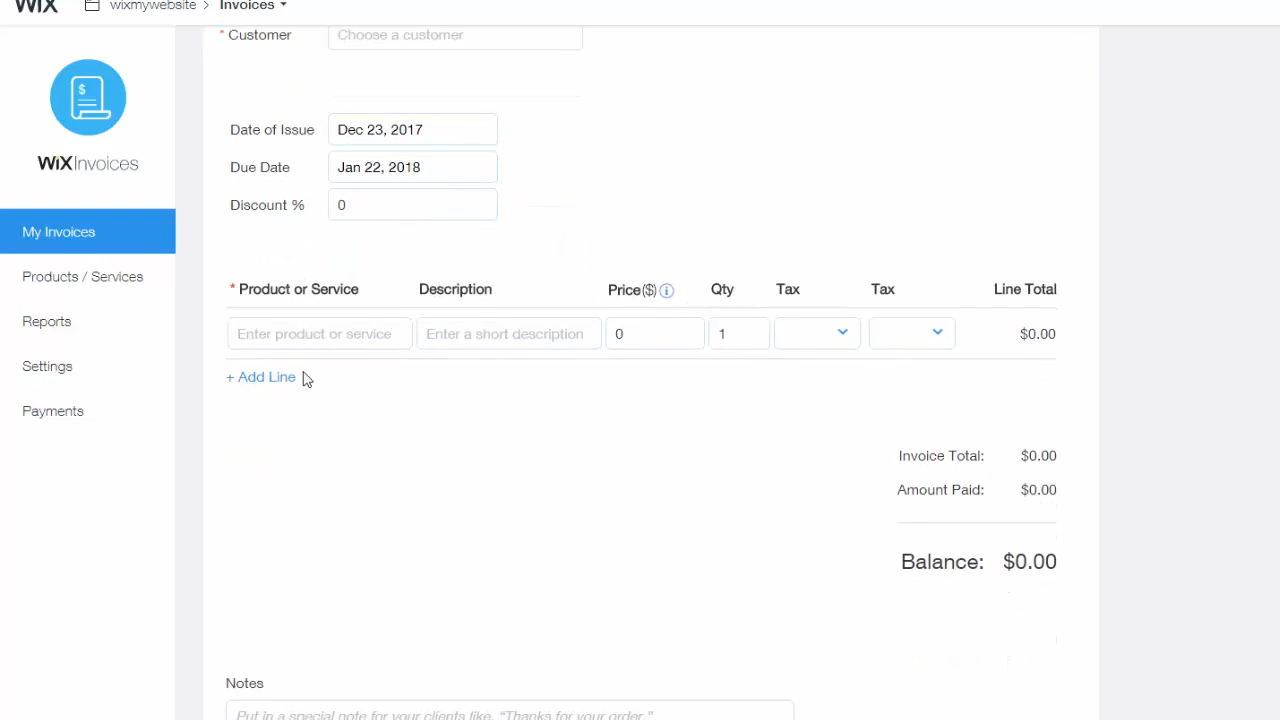 WIX wixmywebsite > Invoices
* Customer Choose a customer
$
WIX Invoices
Date of Issue Dec 23, 2017
Due Date Jan 22, 2018
Discount % 0
My Invoices
Products / Services
Reports
Settings
Payments
* Product or Service Description Price($) i Qty Tax Tax Line Total
Enter product or service Enter a short description 0 1 $0.00
+ Add Line
Invoice Total: $0.00
Amount Paid: $0.00
Balance: $0.00
Notes
Put in a special note for your clients like, “Thanks for your order.”